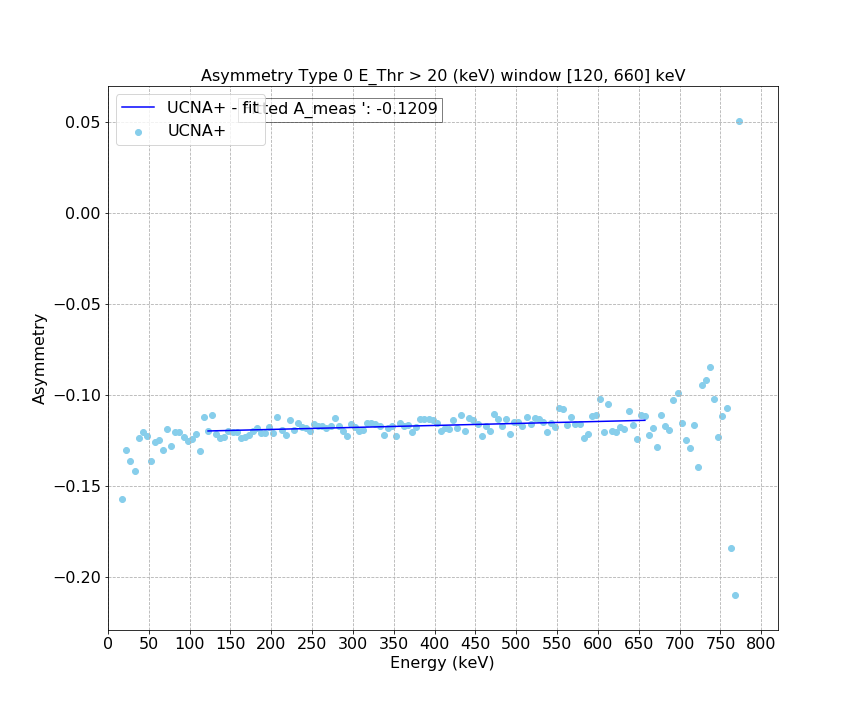 Asymmetry Type 0 E_Thr > 20 (keV) window [120, 660] keV
UCNA+ - fit
tted A_meas ': -0.1209
UCNA+
0.05
0.00
−0.05
−0.10
−0.15
−0.20
Asymmetry
0 50 100 150 200 250 300 350 400 450 500 550 600 650 700 750 800
Energy (keV)